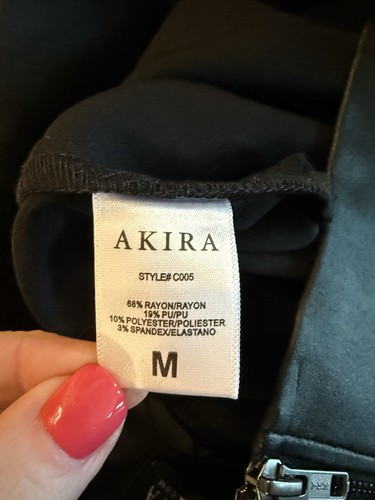 AKIRA
STYLE# C005
68% RAYON/RAYON
19% PU/PU
10% POLYESTER/POLIESTER
3% SPANDEX/ELASTANO
M